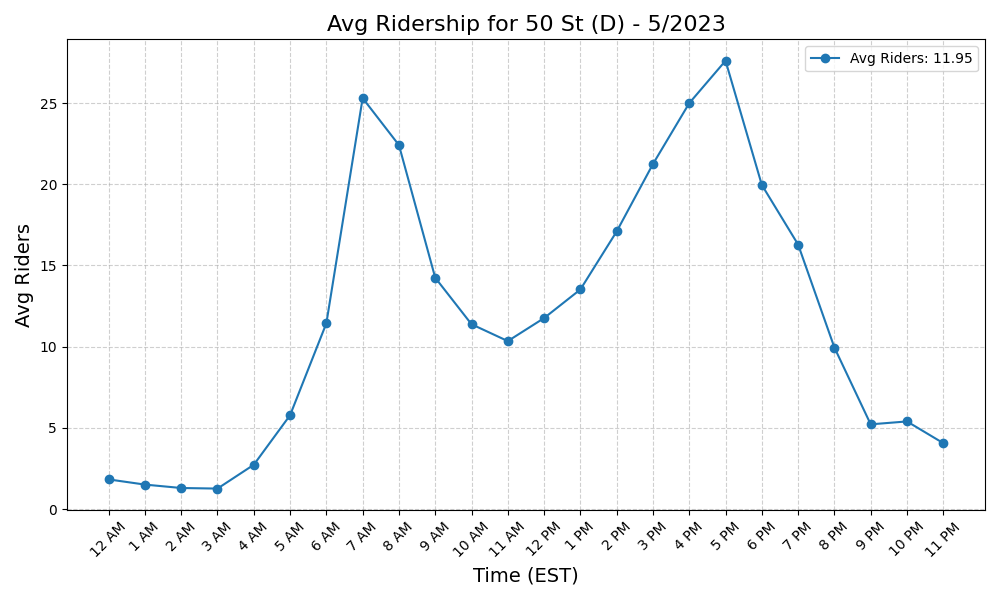 Avg Ridership for 50 St (D) - 5/2023
Avg Riders: 11.95
Avg Riders
25
20
15
10
5
0
12 AM
1 AM
2 AM
3 AM
4 AM
5 AM
6 AM
7 AM
8 AM
9 AM
10 AM
11 AM
12 PM
1 PM
2 PM
3 PM
4 PM
5 PM
6 PM
7 PM
8 PM
9 PM
10 PM
11 PM
Time (EST)